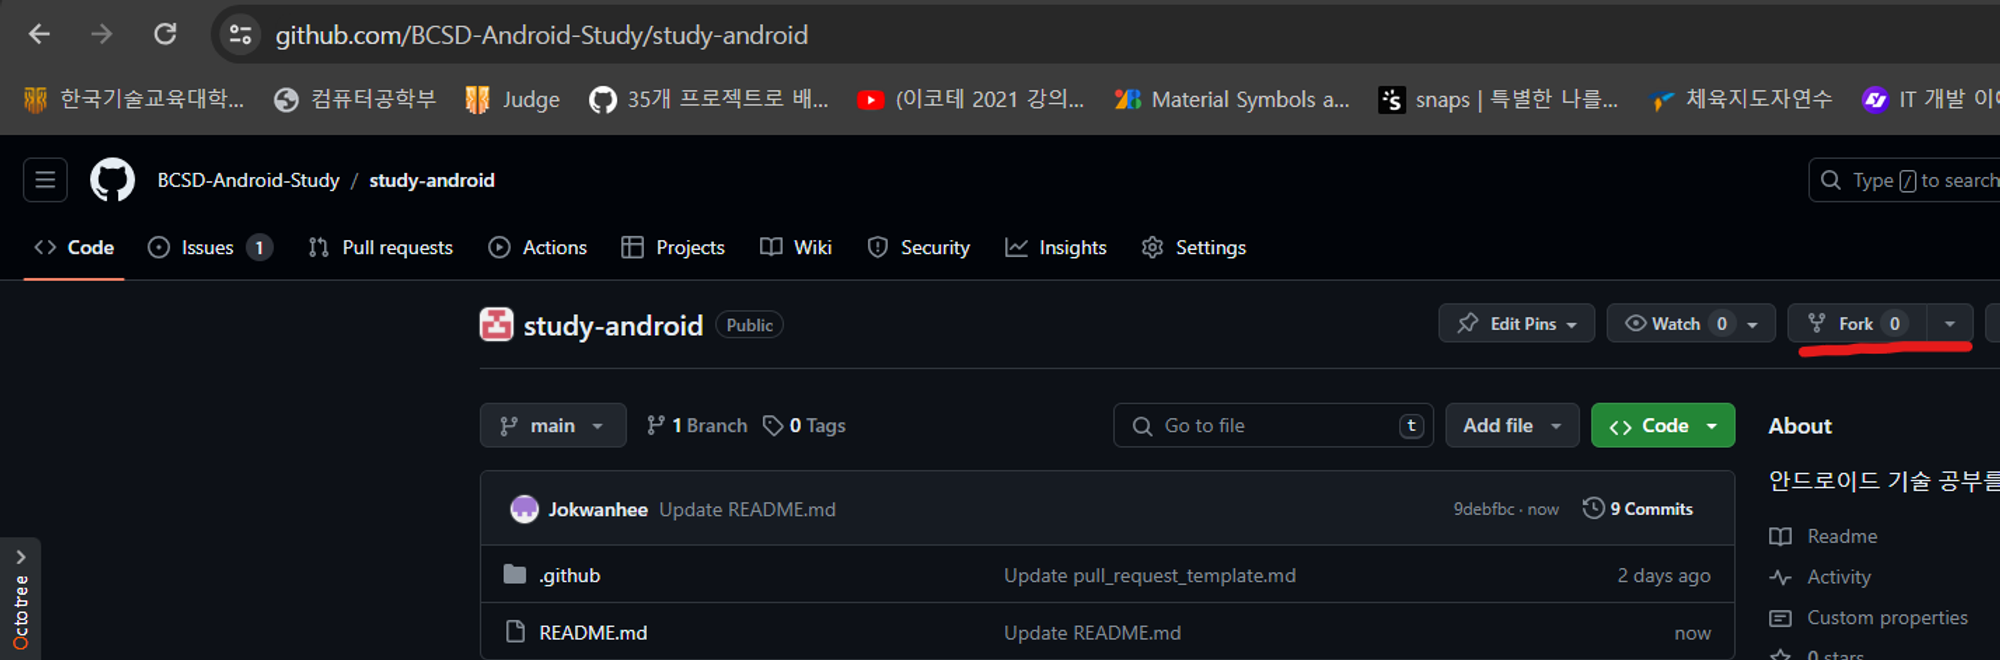 github.com/BCSD-Android-Study/study-android
한국기술교육대학... 컴퓨터공학부 Judge 35개 프로젝트로 배... (이코테 2021 강의... Material Symbols a... snaps | 특별한 나를... 체육지도자연수 IT 개발
BCSD-Android-Study / study-android Type / to search
Code Issues 1 Pull requests Actions Projects Wiki Security Insights Settings
study-android Public Edit Pins Watch 0 Fork 0
main 1 Branch 0 Tags Go to file t Add file Code About
안드로이드 기술 공부를
Jokwanhee Update README.md 9debfbc · now 9 Commits
Readme
.github Update pull_request_template.md 2 days ago Activity
Custom properties
README.md Update README.md now
0 stars
Octotree